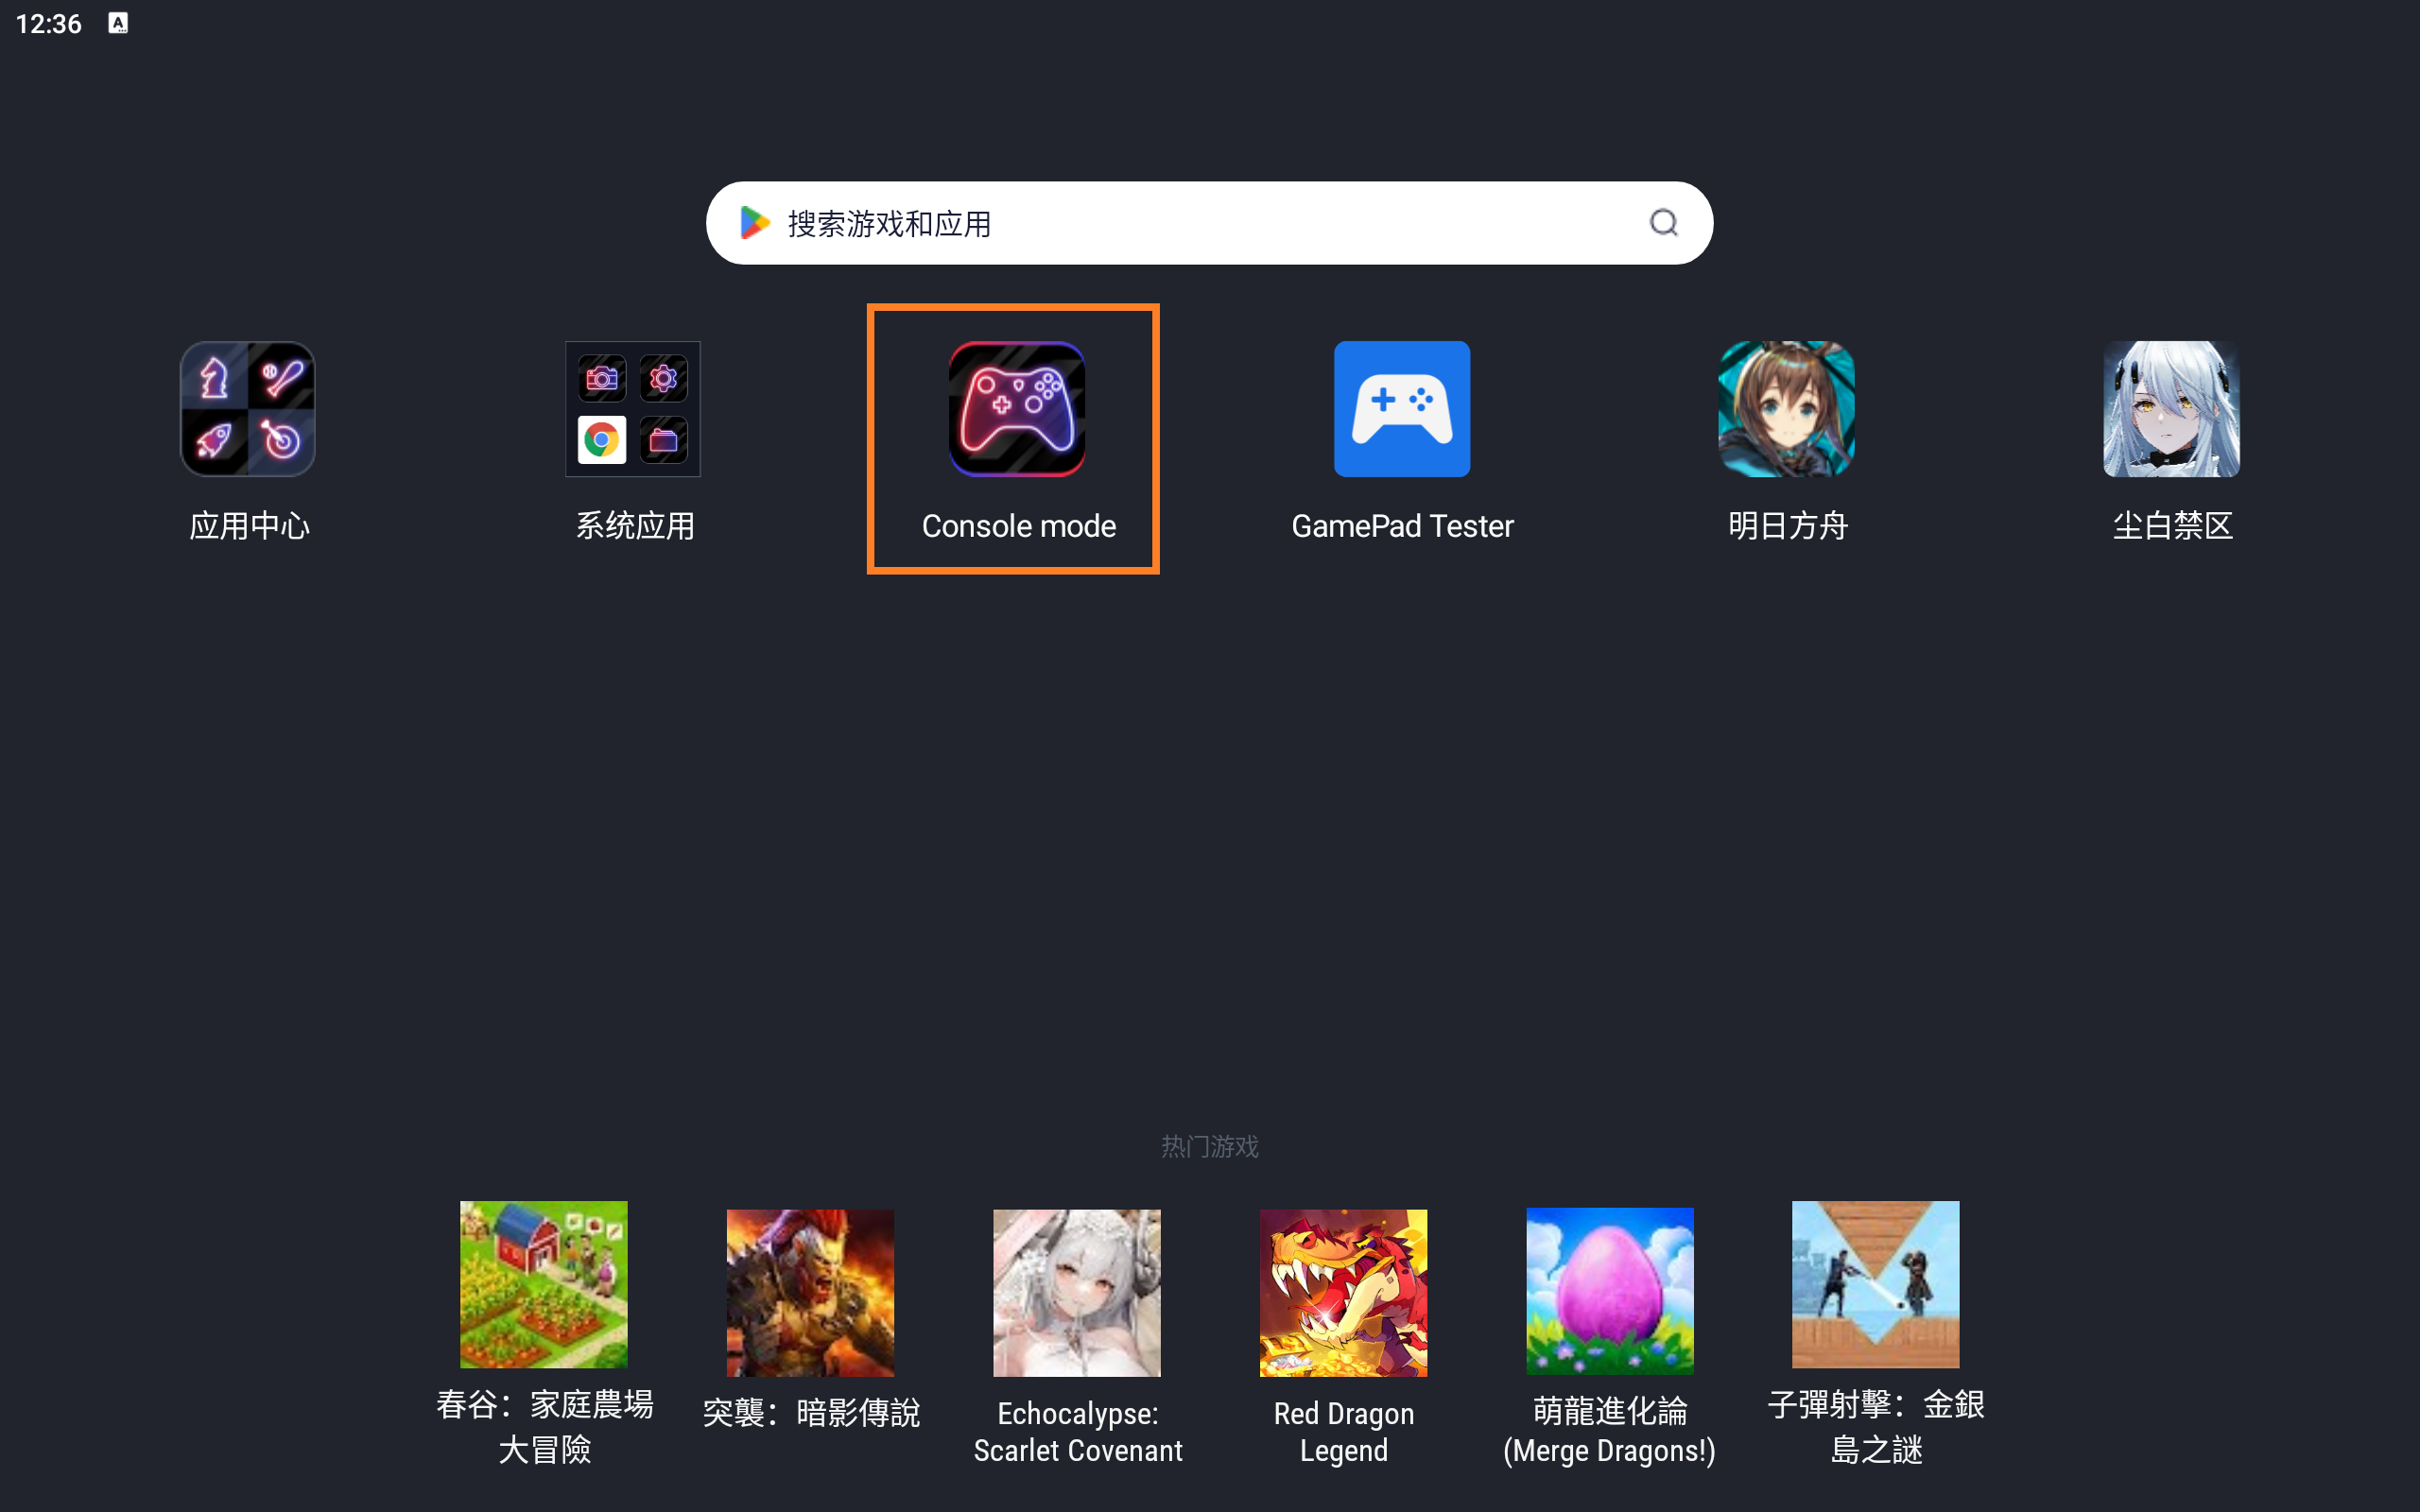 12:36
搜索游戏和应用
应用中心
系统应用
Console mode
GamePad Tester
明日方舟
尘白禁区
热门游戏
春谷：家庭農場
大冒險
突襲：暗影傳說
Echocalypse:
Scarlet Covenant
Red Dragon
Legend
萌龍進化論
(Merge Dragons!)
子彈射擊：金銀
島之謎